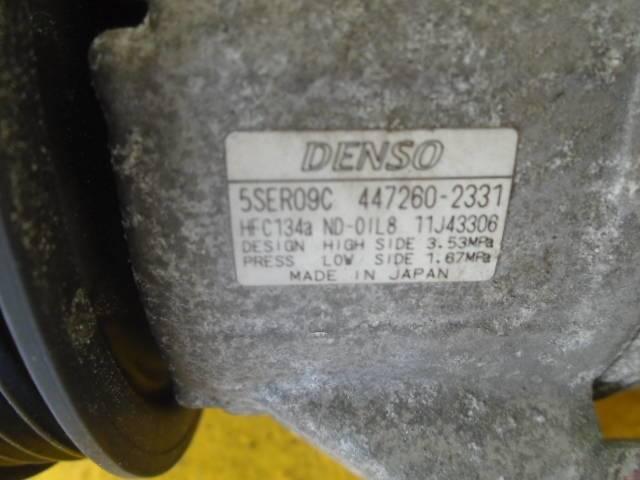 DENSO
5SER09C 447260-2331
HFC134a ND-OIL8 11J43306
DESIGN HIGH SIDE 3.53MPa
PRESS LOW SIDE 1.67MPa
MADE IN JAPAN